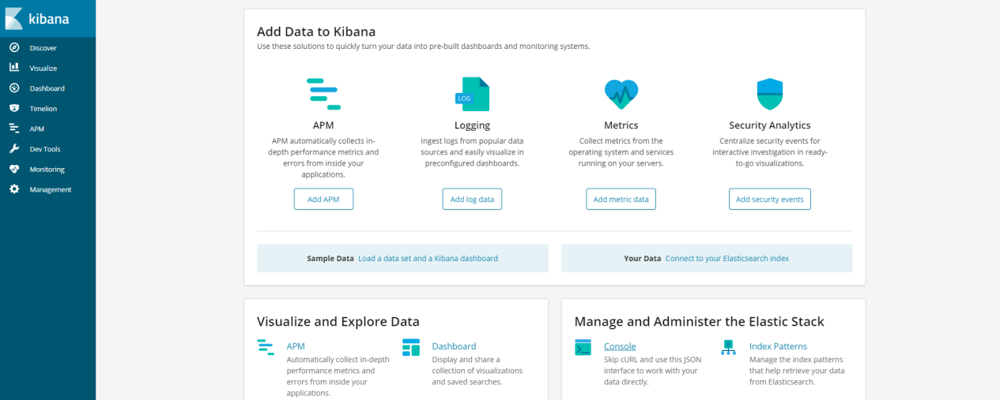 kibana
Discover
Visualize
Dashboard
Timelion
APM
Dev Tools
Monitoring
Management
Add Data to Kibana
Use these solutions to quickly turn your data into pre-built dashboards and monitoring systems.
APM
APM automatically collects in-
depth performance metrics and
errors from inside your
applications.
Add APM
LOG
Logging
Ingest logs from popular data
sources and easily visualize in
preconfigured dashboards.
Add log data
Metrics
Collect metrics from the
operating system and services
running on your servers.
Add metric data
Security Analytics
Centralize security events for
interactive investigation in ready-
to-go visualizations.
Add security events
Sample Data Load a data set and a Kibana dashboard
Your Data Connect to your Elasticsearch index
Visualize and Explore Data
APM
Automatically collect in-depth
performance metrics and
errors from inside your
applications.
Dashboard
Display and share a
collection of visualizations
and saved searches.
Manage and Administer the Elastic Stack
Console
Skip cURL and use this JSON
interface to work with your
data directly.
Index Patterns
Manage the index patterns
that help retrieve your data
from Elasticsearch.